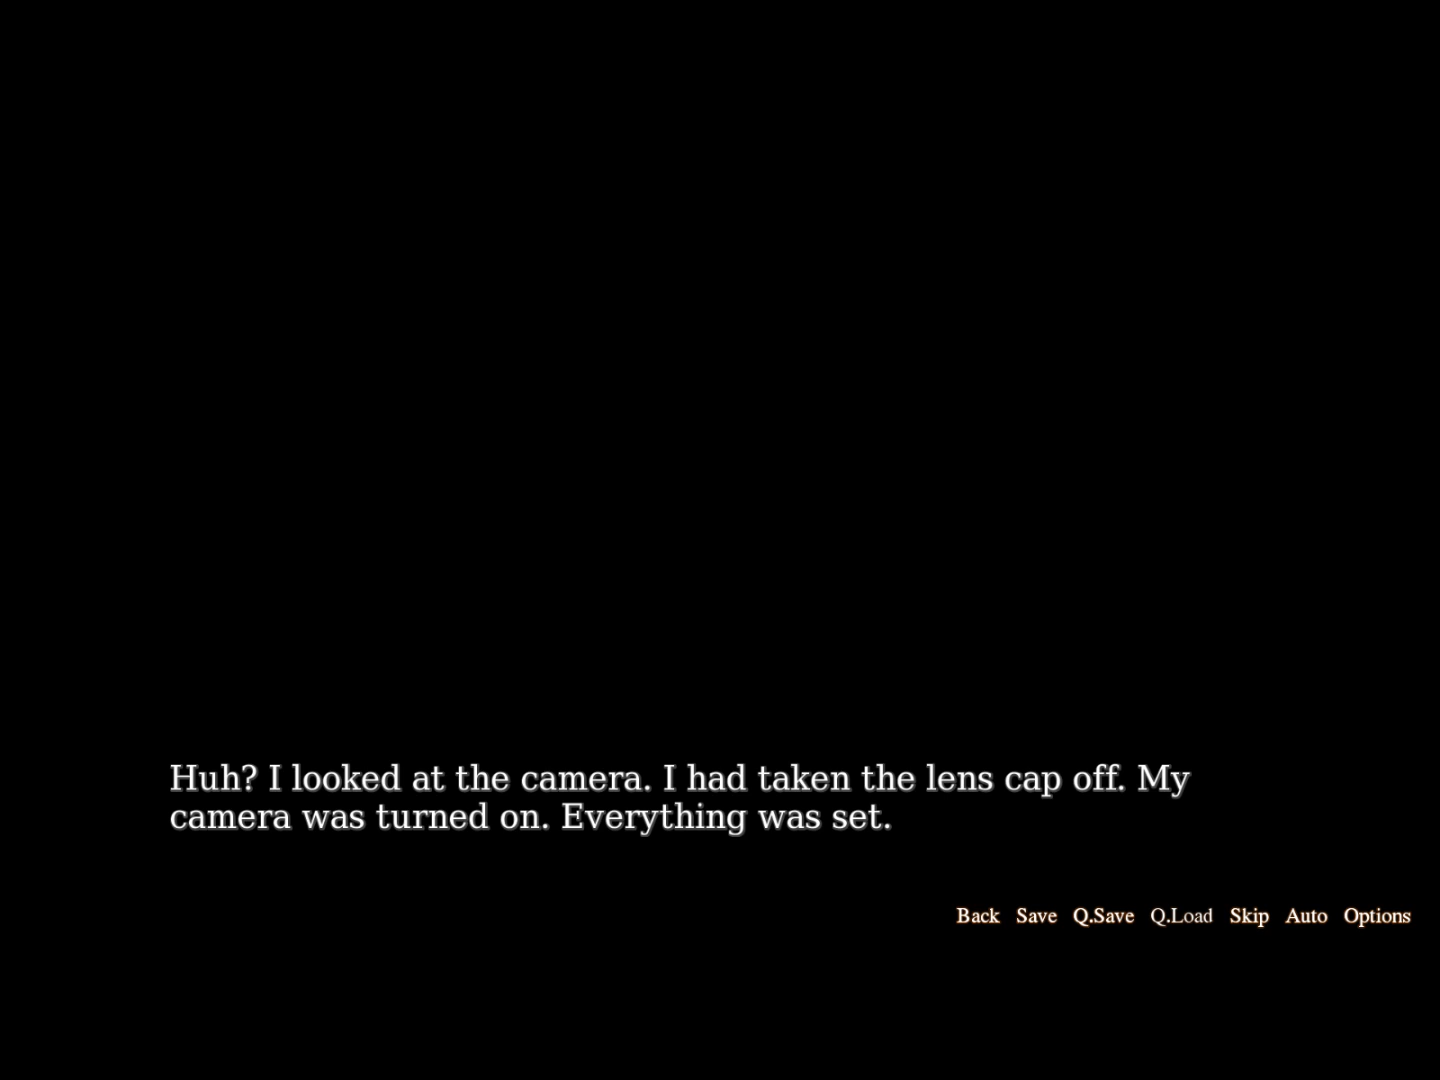 Huh? I looked at the camera. I had taken the lens cap off. My
camera was turned on. Everything was set.
Back Save Q.Save Q.Load Skip Auto Options